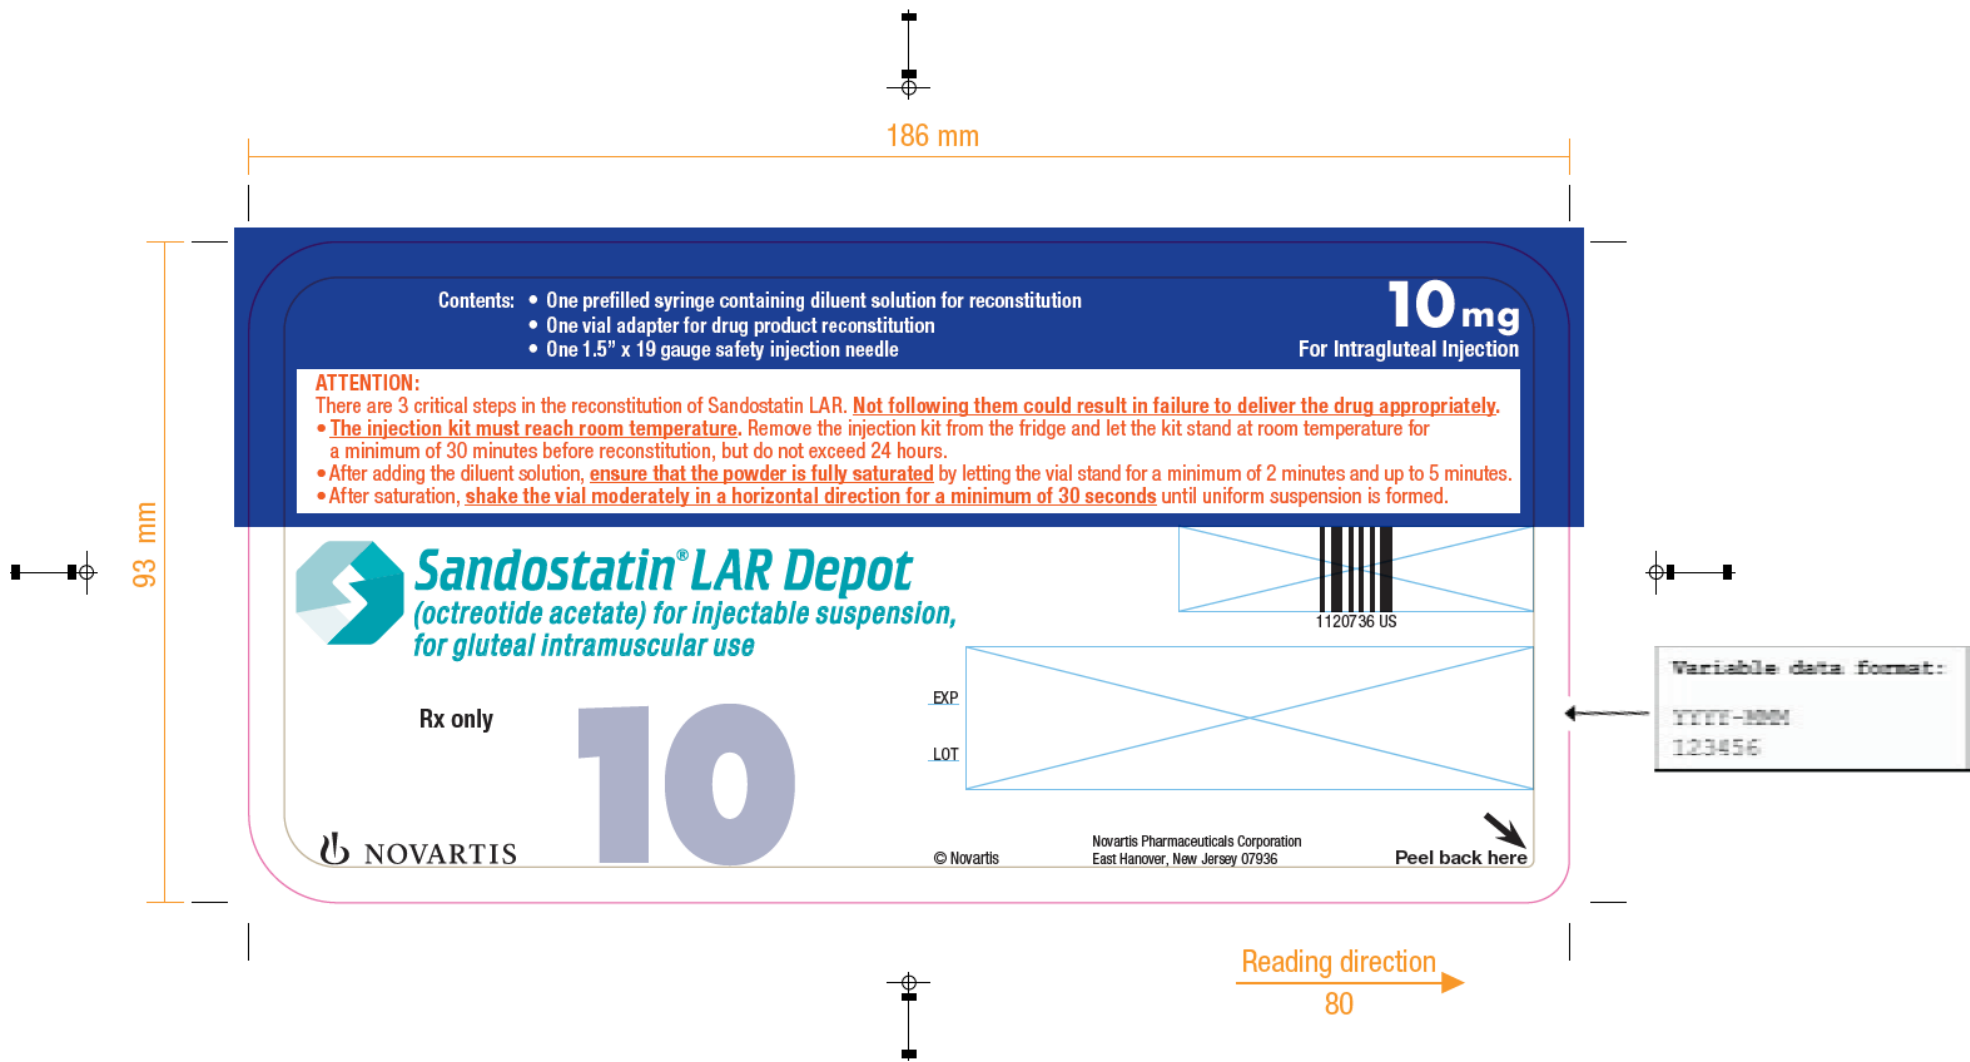 186 mm
93 mm
Contents: • One prefilled syringe containing diluent solution for reconstitution
• One vial adapter for drug product reconstitution
• One 1.5” x 19 gauge safety injection needle
10 mg
For Intragluteal Injection
ATTENTION:
There are 3 critical steps in the reconstitution of Sandostatin LAR. Not following them could result in failure to deliver the drug appropriately.
• The injection kit must reach room temperature. Remove the injection kit from the fridge and let the kit stand at room temperature for
a minimum of 30 minutes before reconstitution, but do not exceed 24 hours.
• After adding the diluent solution, ensure that the powder is fully saturated by letting the vial stand for a minimum of 2 minutes and up to 5 minutes.
• After saturation, shake the vial moderately in a horizontal direction for a minimum of 30 seconds until uniform suspension is formed.
Sandostatin® LAR Depot
(octreotide acetate) for injectable suspension,
for gluteal intramuscular use
1120736 US
Rx only
10
EXP
LOT
Variable data format:
YYYY-MMM
123456
NOVARTIS
© Novartis
Novartis Pharmaceuticals Corporation
East Hanover, New Jersey 07936
Peel back here
Reading direction
80